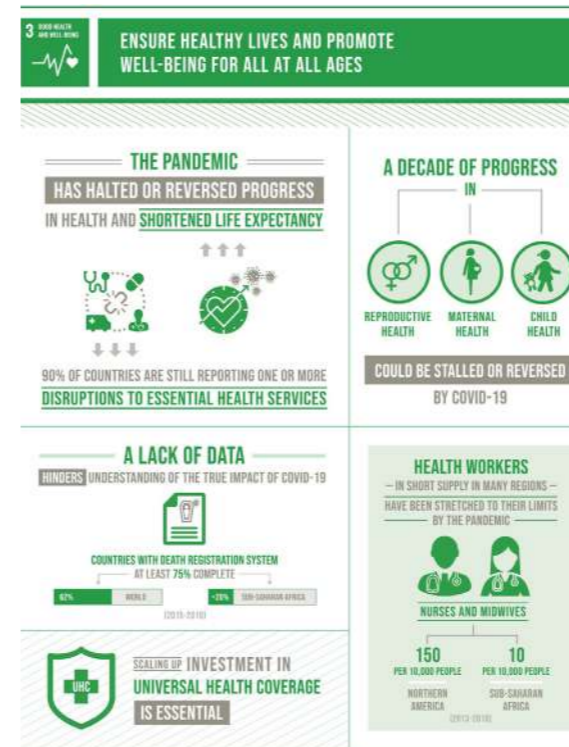 3 GOOD HEALTH
AND WELL-BEING
ENSURE HEALTHY LIVES AND PROMOTE
WELL-BEING FOR ALL AT ALL AGES
THE PANDEMIC
HAS HALTED OR REVERSED PROGRESS
IN HEALTH AND SHORTENED LIFE EXPECTANCY
90% OF COUNTRIES ARE STILL REPORTING ONE OR MORE
DISRUPTIONS TO ESSENTIAL HEALTH SERVICES
A DECADE OF PROGRESS
IN
REPRODUCTIVE
HEALTH
MATERNAL
HEALTH
CHILD
HEALTH
COULD BE STALLED OR REVERSED
BY COVID-19
A LACK OF DATA
HINDERS UNDERSTANDING OF THE TRUE IMPACT OF COVID-19
COUNTRIES WITH DEATH REGISTRATION SYSTEM
AT LEAST 75% COMPLETE
62% WORLD
<20% SUB-SAHARAN AFRICA
HEALTH WORKERS
– IN SHORT SUPPLY IN MANY REGIONS –
HAVE BEEN STRETCHED TO THEIR LIMITS
BY THE PANDEMIC
NURSES AND MIDWIVES
150
PER 10,000 PEOPLE
NORTHERN
AMERICA
10
PER 10,000 PEOPLE
SUB-SAHARAN
AFRICA
UHC
SCALING UP INVESTMENT IN
UNIVERSAL HEALTH COVERAGE
IS ESSENTIAL